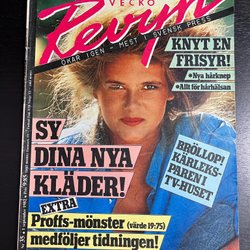 VECKO
Revyn
ÖKAR IGEN - MEST I SVENSK PRESS
KNYT EN
FRISYR!
• Nya hårknep
• Allt för hårhälsan
SY
DINA NYA
KLÄDER!
BRÖLLOP!
KÄRLEKS-
PAREN I
TV-HUSET
EXTRA
Proffs-mönster (värde 19:75)
medföljer tidningen!